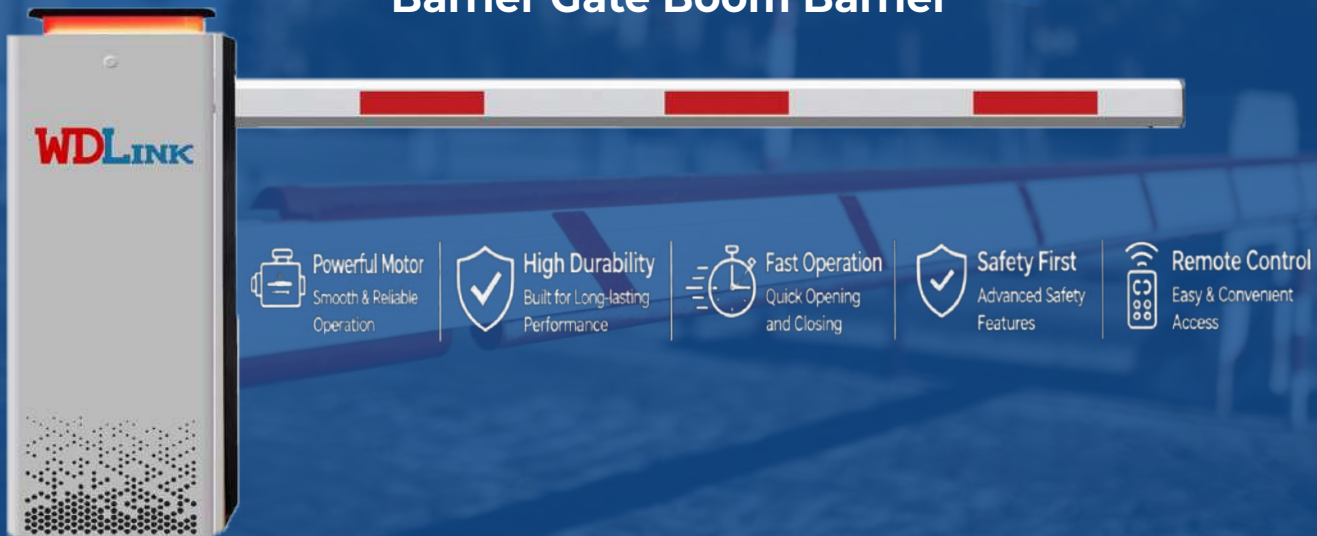 Barrier Gate Boom Barrier
WDLINK
Powerful Motor
Smooth & Reliable
Operation
High Durability
Built for Long-lasting
Performance
Fast Operation
Quick Opening
and Closing
Safety First
Advanced Safety
Features
Remote Control
Easy & Convenient
Access